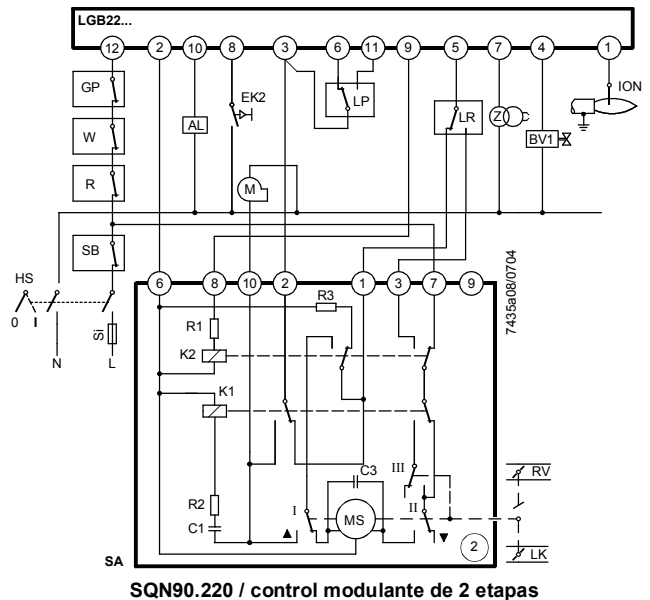 LGB22...
12 2 10 8 3 6 11 9 5 7 4 1
GP
EK2
LP
ION
W
AL
LR
Z
BV1
R
M
SB
HS
6 8 10 2 1 3 7 9
0 I
Si
N L
R3
R1
K2
K1
7435a08/0704
C3
III
RV
R2
I
MS
II
C1
2
SA
LK
SQN90.220 / control modulante de 2 etapas